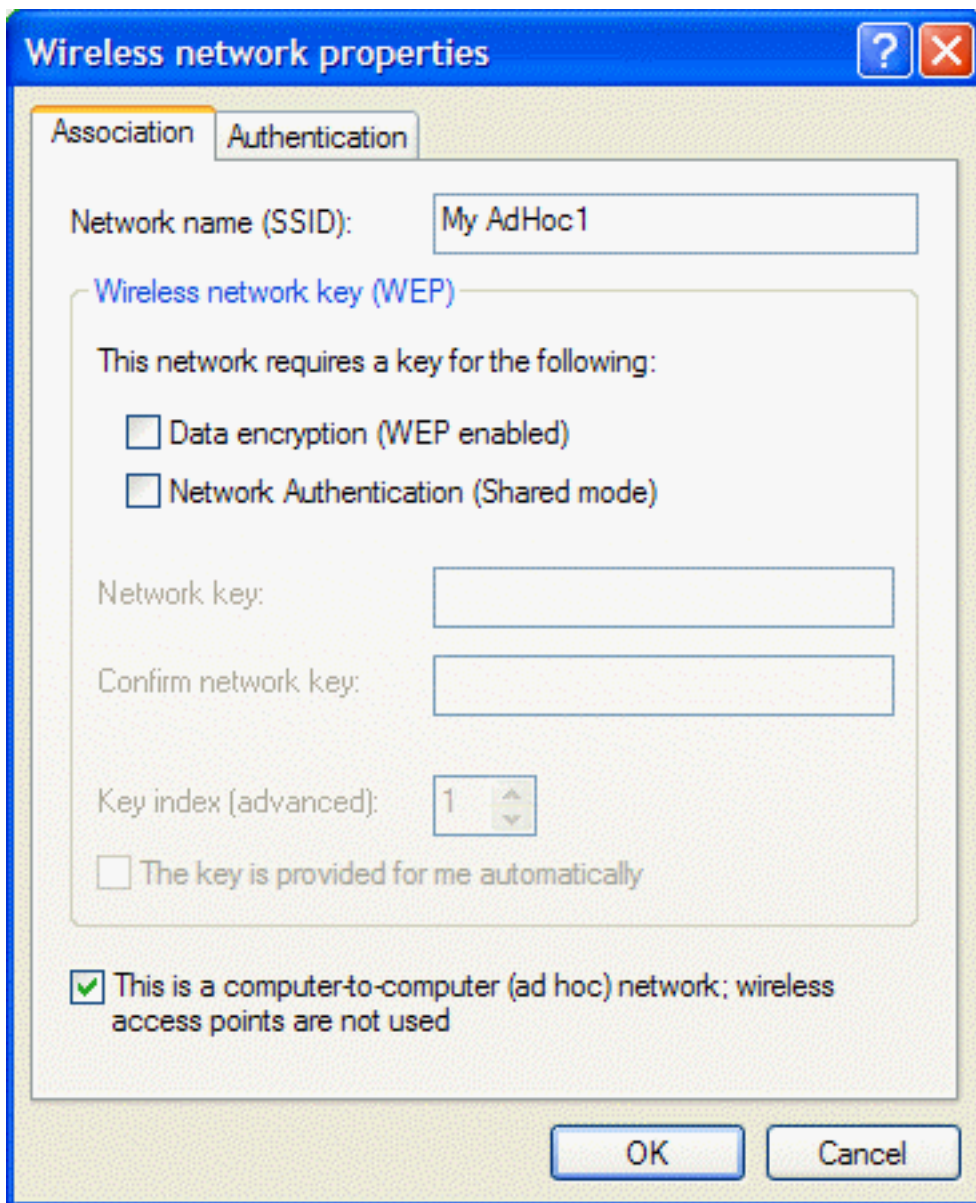 Wireless network properties
Association
Authentication
Network name (SSID):
My AdHoc1
Wireless network key (WEP)
This network requires a key for the following:
Data encryption (WEP enabled)
Network Authentication (Shared mode)
Network key:
Confirm network key:
Key index (advanced):
1
The key is provided for me automatically
This is a computer-to-computer (ad hoc) network; wireless
access points are not used
OK
Cancel